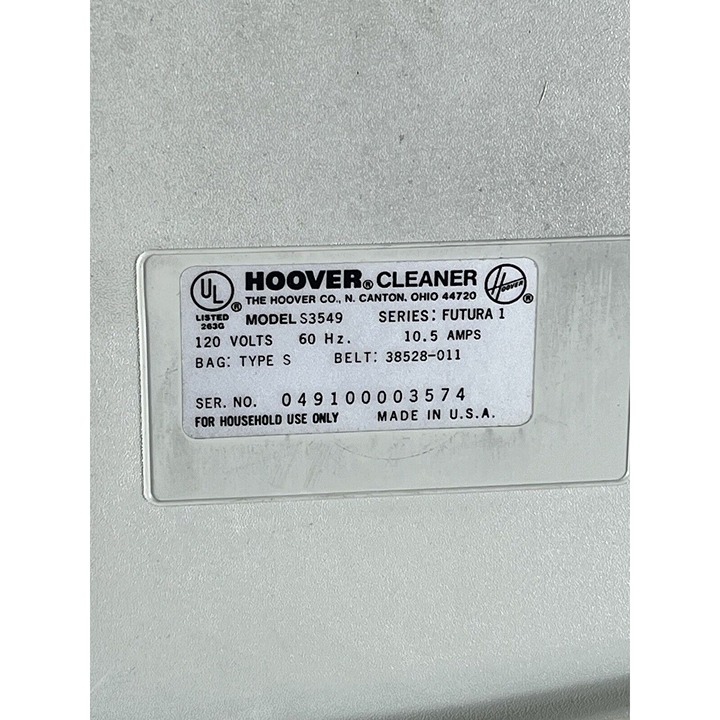 UL ® HOOVER® CLEANER HOOVER ®
LISTED THE HOOVER CO., N. CANTON, OHIO 44720
263G MODEL S3549 SERIES: FUTURA 1
120 VOLTS 60 Hz. 10.5 AMPS
BAG: TYPE S BELT: 38528-011
SER. NO. 049100003574
FOR HOUSEHOLD USE ONLY MADE IN U.S.A.